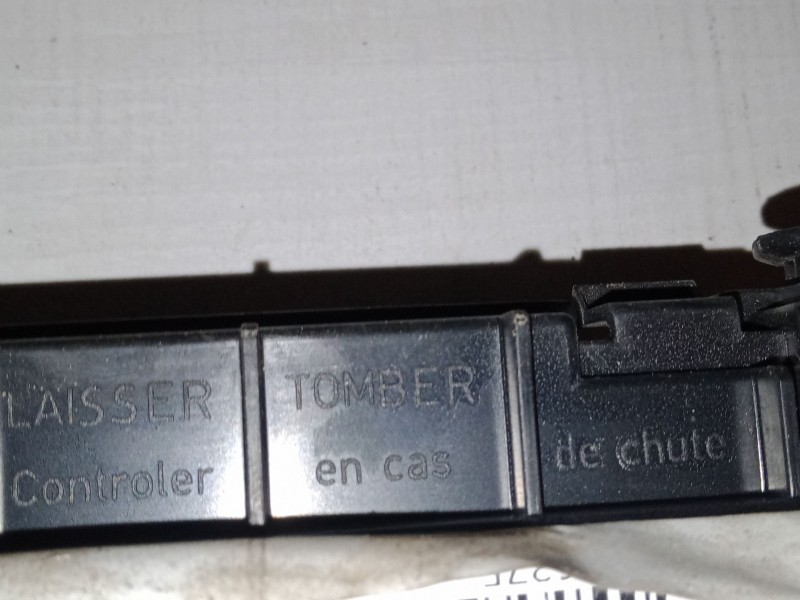 LAISSER TOMBER
Controler en cas de chute